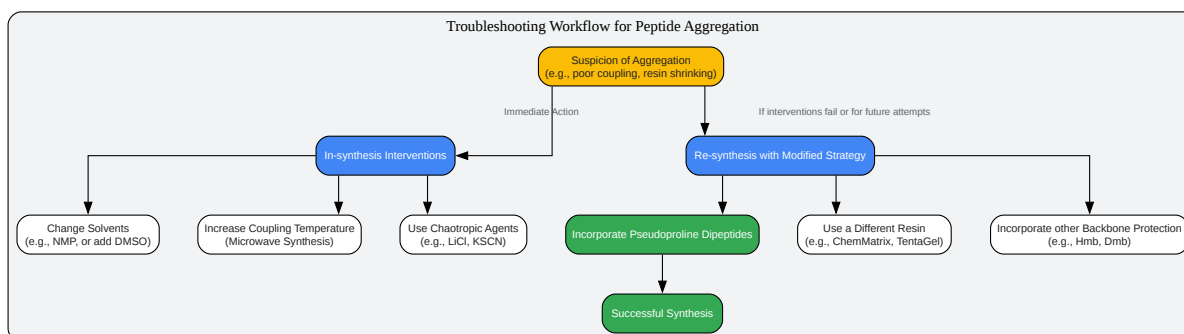 Troubleshooting Workflow for Peptide Aggregation
Suspicion of Aggregation
(e.g., poor coupling, resin shrinking)
Immediate Action
If interventions fail or for future attempts
In-synthesis Interventions
Re-synthesis with Modified Strategy
Change Solvents
(e.g., NMP, or add DMSO)
Increase Coupling Temperature
(Microwave Synthesis)
Use Chaotropic Agents
(e.g., LiCl, KSCN)
Incorporate Pseudoproline Dipeptides
Use a Different Resin
(e.g., ChemMatrix, TentaGel)
Incorporate other Backbone Protection
(e.g., Hmb, Dmb)
Successful Synthesis